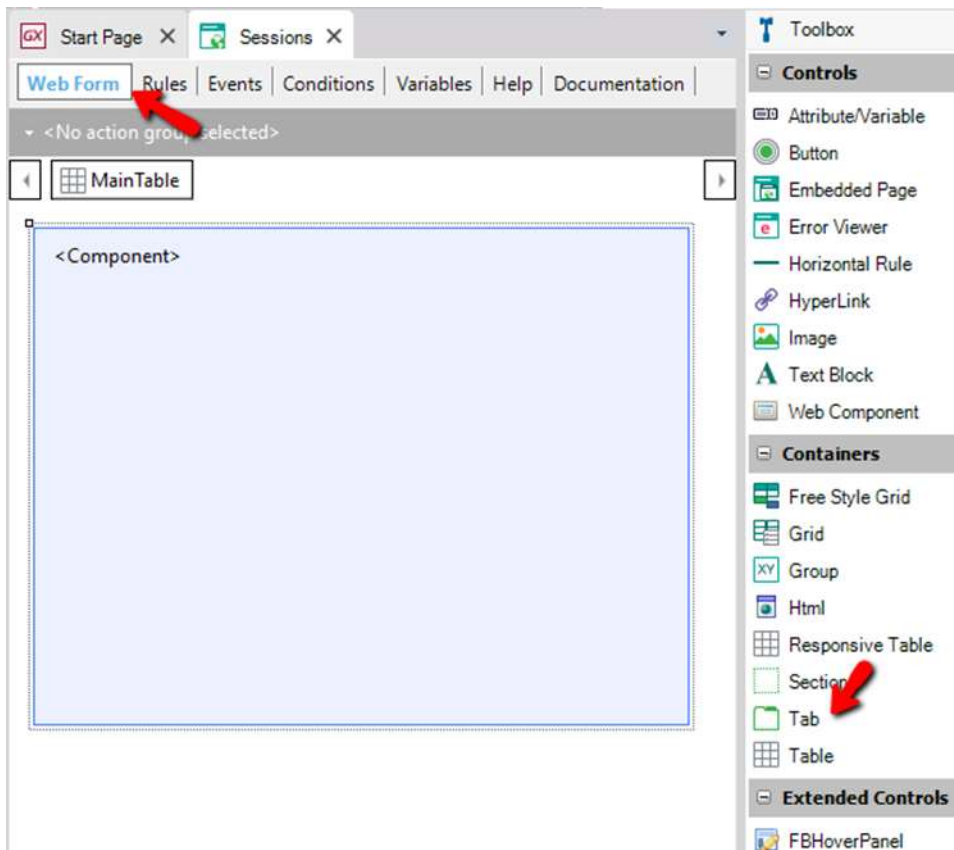 GX Start Page Sessions
Web Form Rules Events Conditions Variables Help Documentation
<No action group selected>
MainTable
<Component>
Toolbox
Controls
Attribute/Variable
Button
Embedded Page
e Error Viewer
Horizontal Rule
HyperLink
Image
A Text Block
Web Component
Containers
Free Style Grid
Grid
XY Group
Html
Responsive Table
Section
Tab
Table
Extended Controls
FBHoverPanel